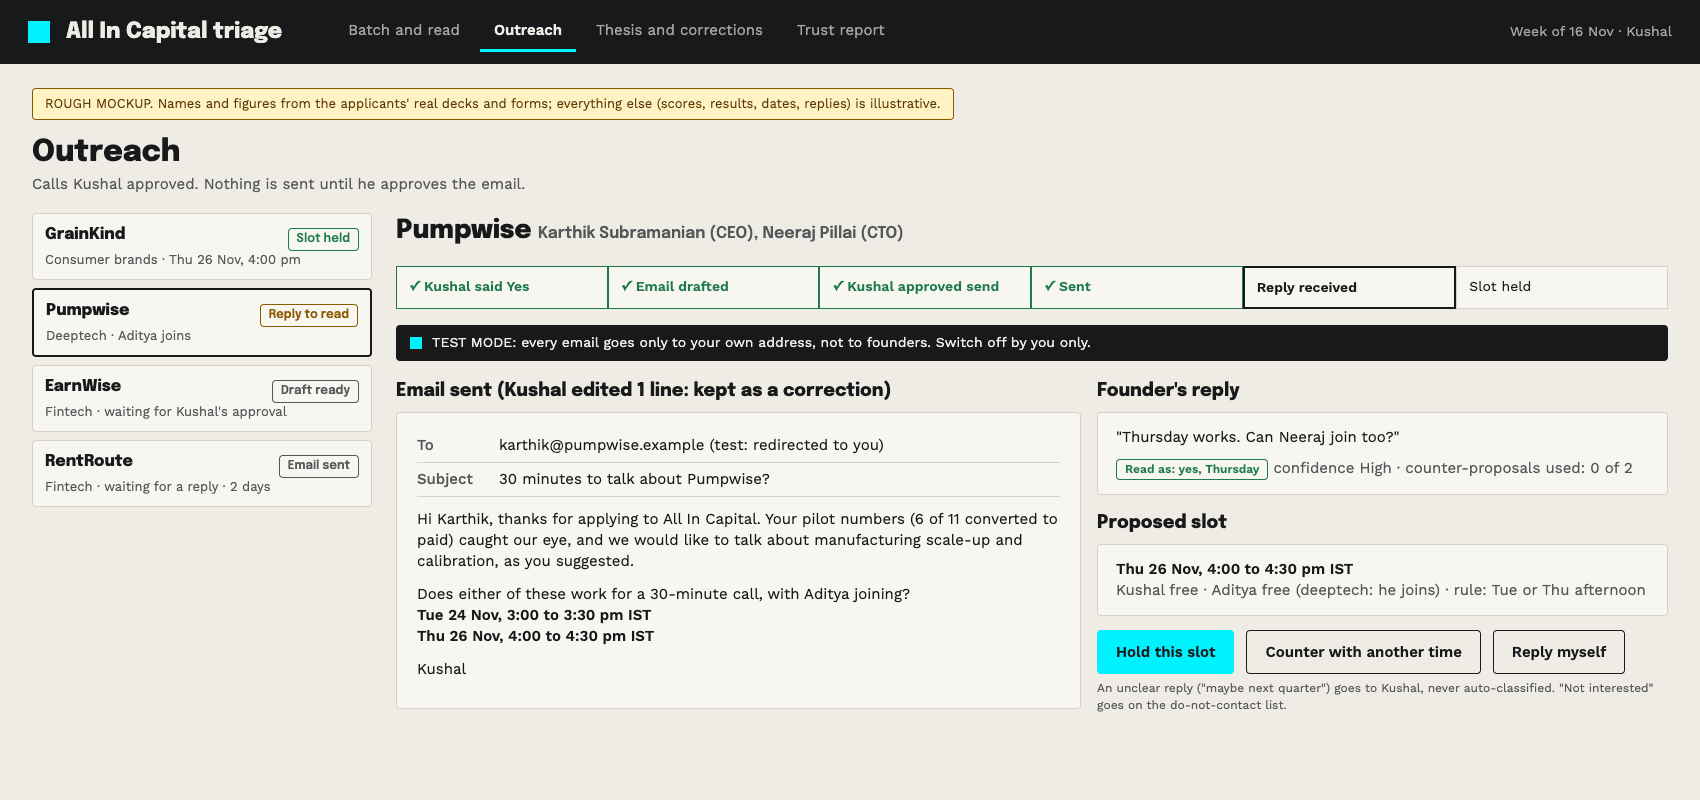 All In Capital triage
Batch and read
Outreach
Thesis and corrections
Trust report
Week of 16 Nov · Kushal
ROUGH MOCKUP. Names and figures from the applicants' real decks and forms; everything else (scores, results, dates, replies) is illustrative.
Outreach
Calls Kushal approved. Nothing is sent until he approves the email.
GrainKind
Slot held
Consumer brands · Thu 26 Nov, 4:00 pm
Pumpwise
Reply to read
Deeptech · Aditya joins
EarnWise
Draft ready
Fintech · waiting for Kushal's approval
RentRoute
Email sent
Fintech · waiting for a reply · 2 days
Pumpwise Karthik Subramanian (CEO), Neeraj Pillai (CTO)
✓ Kushal said Yes
✓ Email drafted
✓ Kushal approved send
✓ Sent
Reply received
Slot held
TEST MODE: every email goes only to your own address, not to founders. Switch off by you only.
Email sent (Kushal edited 1 line: kept as a correction)
To karthik@pumpwise.example (test: redirected to you)
Subject 30 minutes to talk about Pumpwise?
Hi Karthik, thanks for applying to All In Capital. Your pilot numbers (6 of 11 converted to
paid) caught our eye, and we would like to talk about manufacturing scale-up and
calibration, as you suggested.
Does either of these work for a 30-minute call, with Aditya joining?
Tue 24 Nov, 3:00 to 3:30 pm IST
Thu 26 Nov, 4:00 to 4:30 pm IST
Kushal
Founder's reply
"Thursday works. Can Neeraj join too?"
Read as: yes, Thursday confidence High · counter-proposals used: 0 of 2
Proposed slot
Thu 26 Nov, 4:00 to 4:30 pm IST
Kushal free · Aditya free (deeptech: he joins) · rule: Tue or Thu afternoon
Hold this slot
Counter with another time
Reply myself
An unclear reply ("maybe next quarter") goes to Kushal, never auto-classified. "Not interested"
goes on the do-not-contact list.